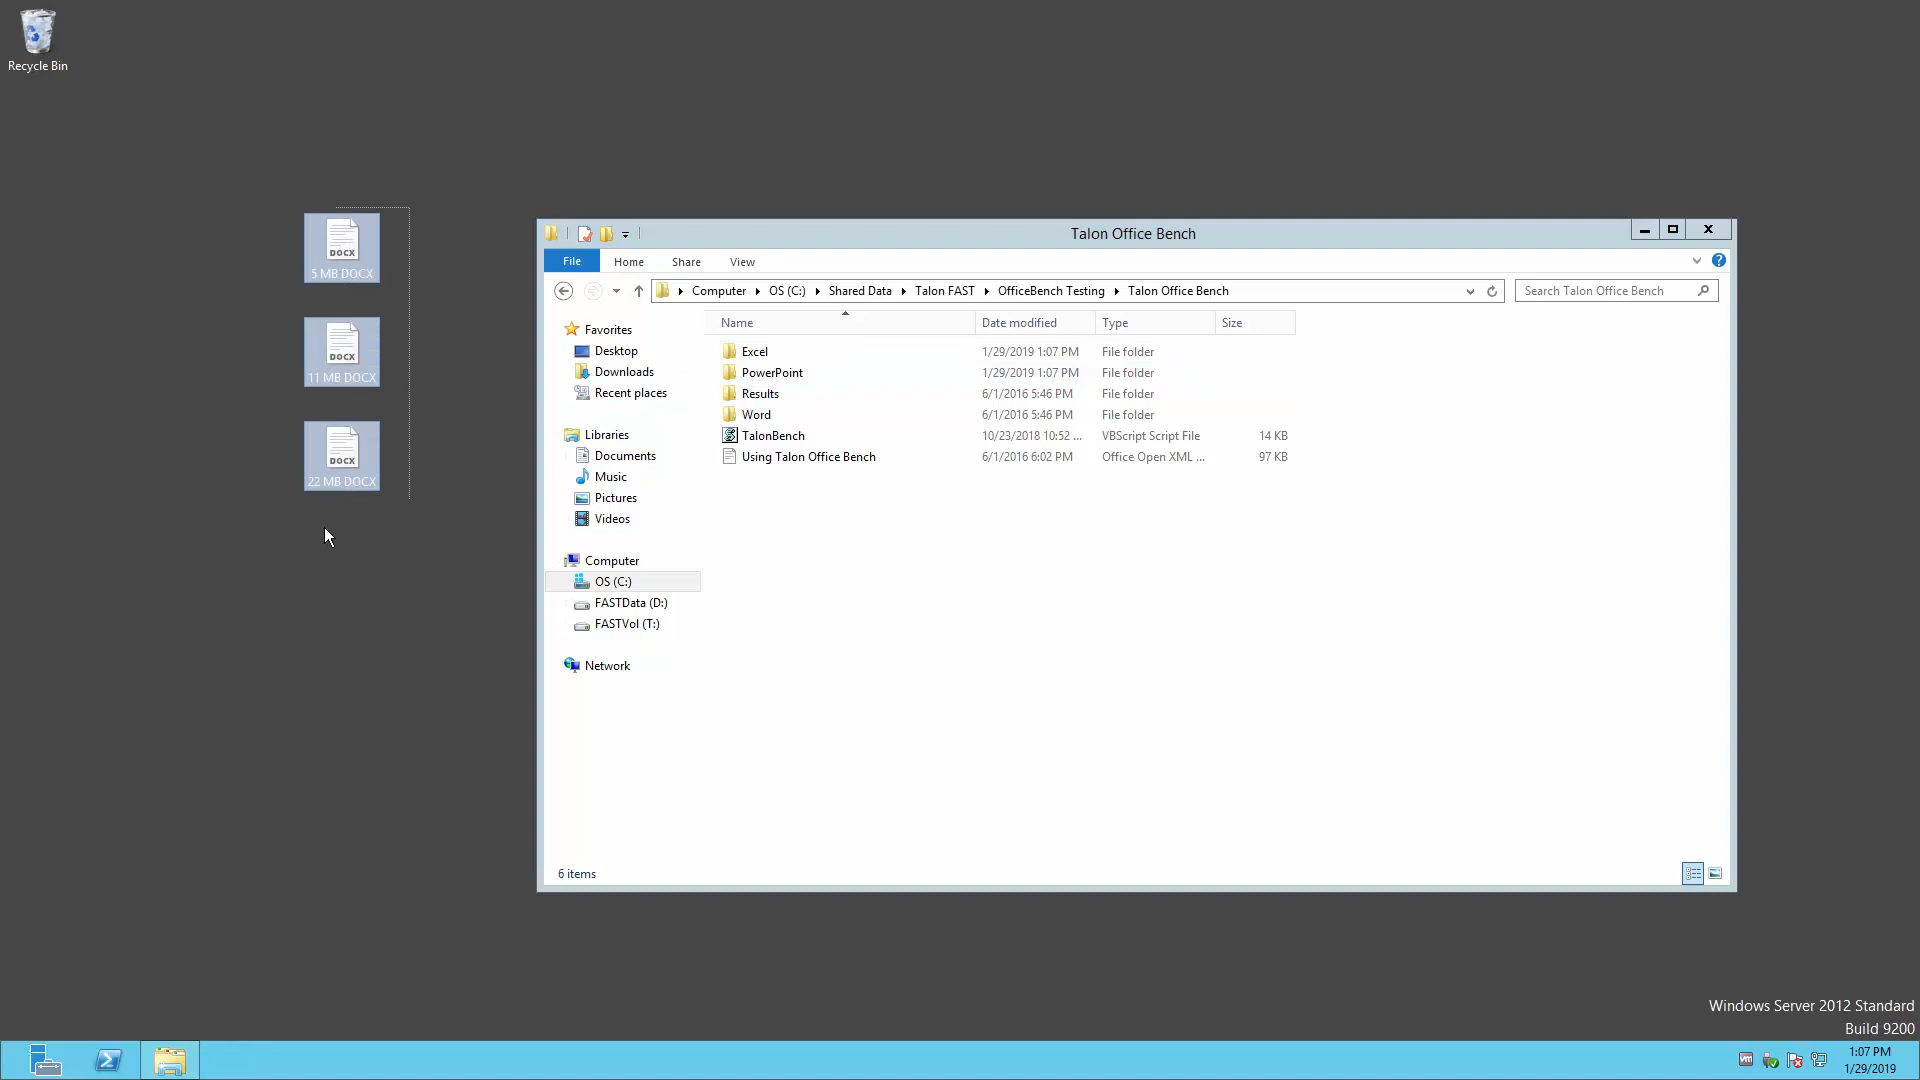 Recycle Bin
DOCX
5 MB DOCX
DOCX
11 MB DOCX
DOCX
22 MB DOCX
Talon Office Bench
File Home Share View
Computer OS (C:) Shared Data Talon FAST OfficeBench Testing Talon Office Bench Search Talon Office Bench
Name Date modified Type Size
Favorites
Desktop
Downloads
Recent places
Libraries
Documents
Music
Pictures
Videos
Computer
OS (C:)
FASTData (D:)
FASTVol (T:)
Network
Excel 1/29/2019 1:07 PM File folder
PowerPoint 1/29/2019 1:07 PM File folder
Results 6/1/2016 5:46 PM File folder
Word 6/1/2016 5:46 PM File folder
TalonBench 10/23/2018 10:52 ... VBScript Script File 14 KB
Using Talon Office Bench 6/1/2016 6:02 PM Office Open XML ... 97 KB
6 items
Windows Server 2012 Standard
Build 9200
1:07 PM
1/29/2019